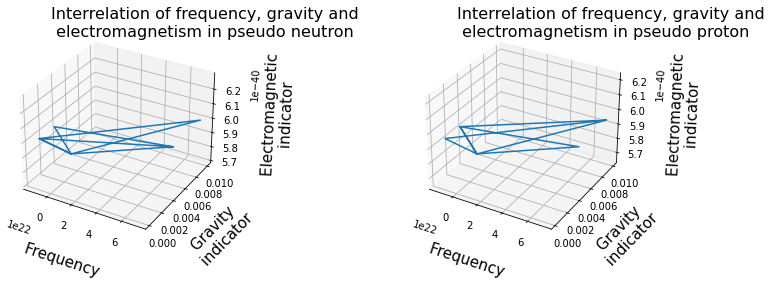 Interrelation of frequency, gravity and
electromagnetism in pseudo neutron
6.2
6.1
6.0
5.9
5.8
5.7
1e−40
Electromagnetic
indicator
0.010
0.008
0.006
0.004
0.002
0.000
Gravity
indicator
0
2
4
6
1e22
Frequency
Interrelation of frequency, gravity and
electromagnetism in pseudo proton
6.2
6.1
6.0
5.9
5.8
5.7
1e−40
Electromagnetic
indicator
0.010
0.008
0.006
0.004
0.002
0.000
Gravity
indicator
0
2
4
6
1e22
Frequency